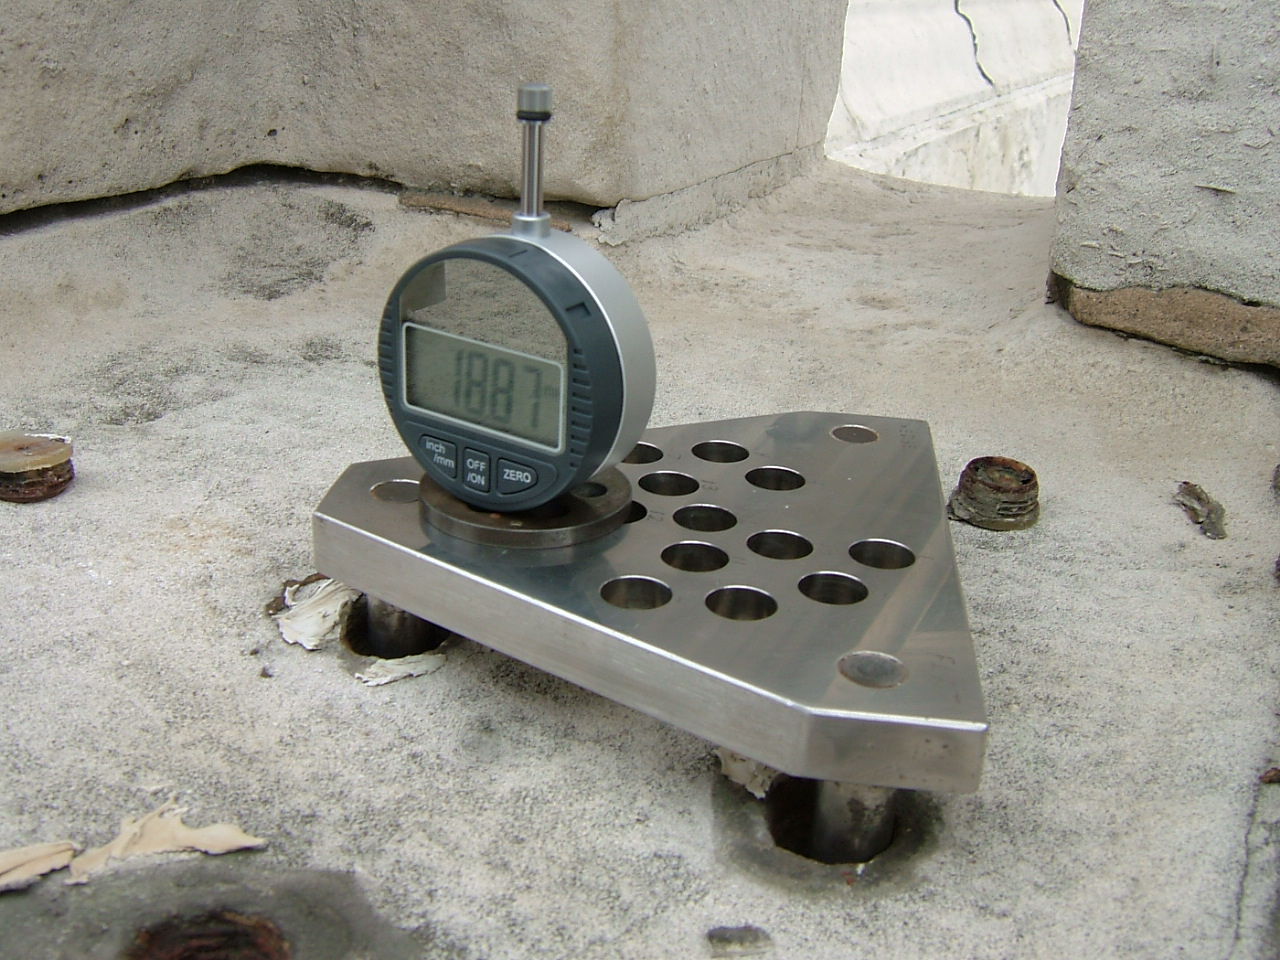 18.87
inch
/mm
OFF
/ON
ZERO